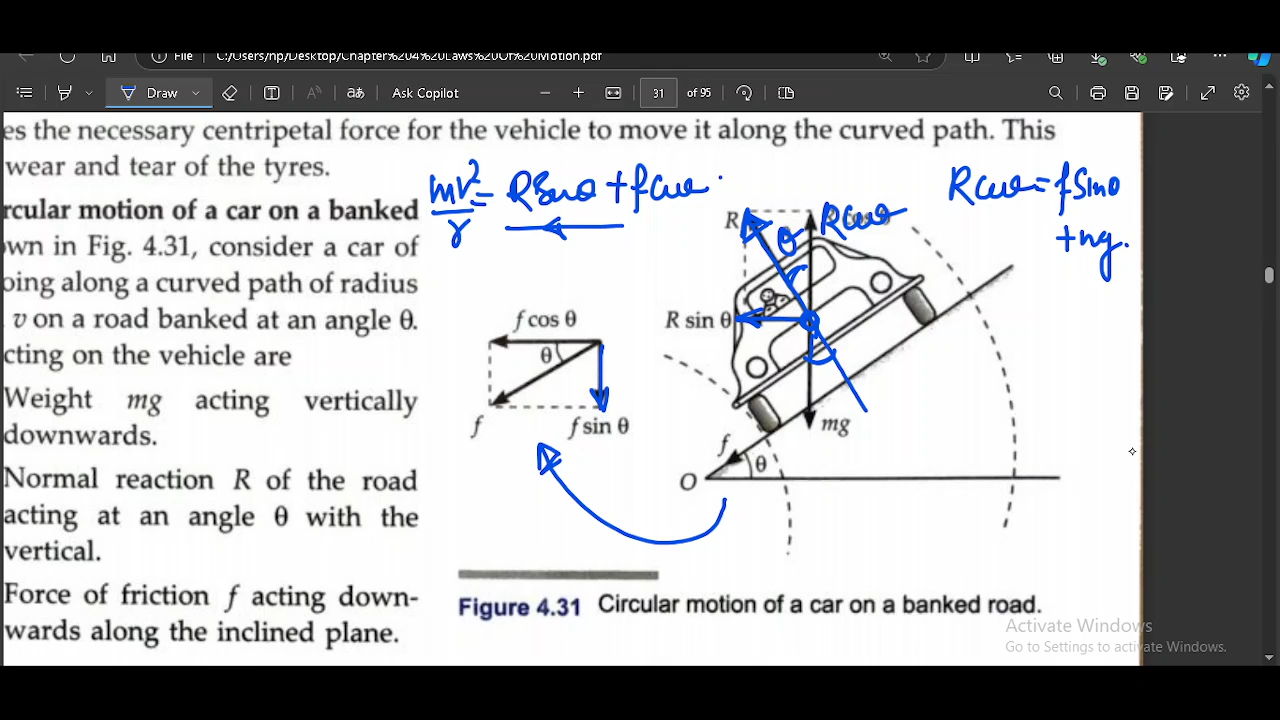 File | C:/Users/np/Desktop/Chapter%204%20Laws%20Of%20Motion.pdf
Draw
Ask Copilot
31 of 95
es the necessary centripetal force for the vehicle to move it along the curved path. This
wear and tear of the tyres.
rcular motion of a car on a banked
wn in Fig. 4.31, consider a car of
oing along a curved path of radius
v on a road banked at an angle θ.
cting on the vehicle are
Weight mg acting vertically
downwards.
Normal reaction R of the road
acting at an angle θ with the
vertical.
Force of friction f acting down-
wards along the inclined plane.
mv²/r = R sinθ + f cosθ
R cosθ = f sinθ
+ mg.
R
θ
R cosθ
R sin θ
f cos θ
θ
f
f sin θ
mg
f
θ
O
Figure 4.31 Circular motion of a car on a banked road.
Activate Windows
Go to Settings to activate Windows.